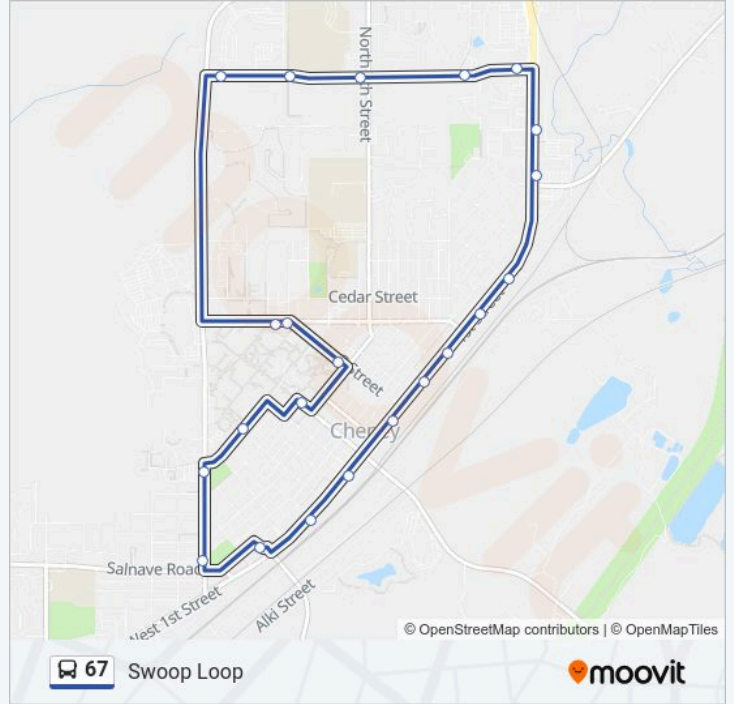 North
th Street
Cedar Street
Street
Cheney
Salnave Road
West 1st Street
Alki Street
© OpenStreetMap contributors | © OpenMapTiles
67 Swoop Loop
moovit